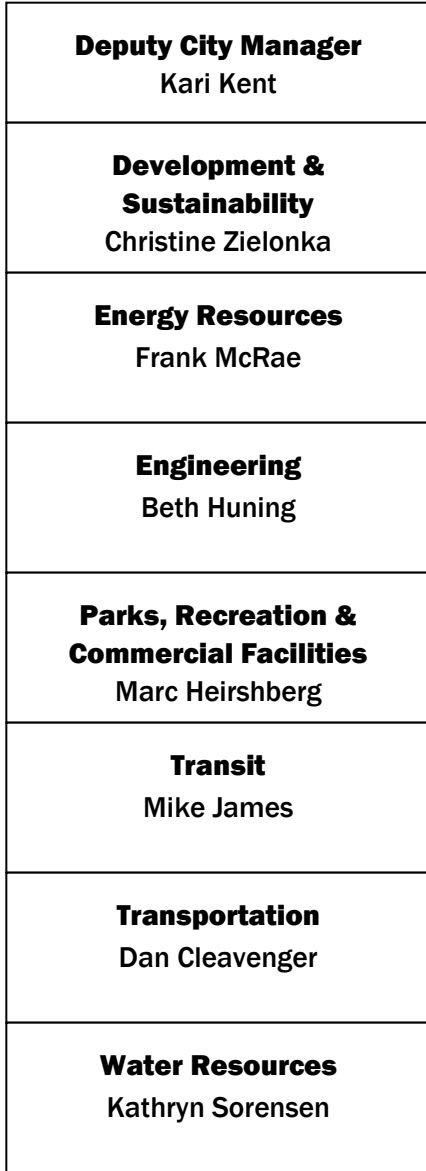 Deputy City Manager
Kari Kent
Development &
Sustainability
Christine Zielonka
Energy Resources
Frank McRae
Engineering
Beth Huning
Parks, Recreation &
Commercial Facilities
Marc Heirshberg
Transit
Mike James
Transportation
Dan Cleavenger
Water Resources
Kathryn Sorensen